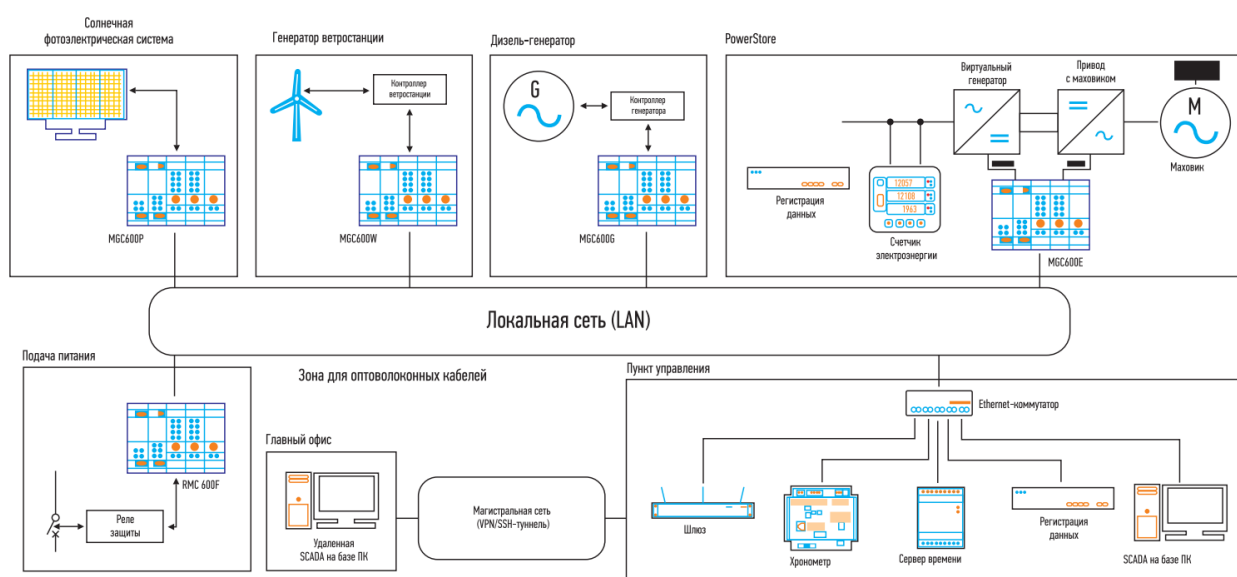 Солнечная
фотоэлектрическая система
Генератор ветростанции
Дизель-генератор
PowerStore
Контроллер
ветростанции
G
Контроллер
генератора
Виртуальный
генератор
Привод
с маховиком
M
Маховик
MGC600P
MGC600W
MGC600G
Регистрация
данных
12057
12108
1963
Счетчик
электроэнергии
MGC600E
Локальная сеть (LAN)
Подача питания
Зона для оптоволоконных кабелей
Пункт управления
RMC 600F
Реле
защиты
Главный офис
Удаленная
SCADA на базе ПК
Магистральная сеть
(VPN/SSH-туннель)
Ethernet-коммутатор
Шлюз
Хронометр
Сервер времени
Регистрация
данных
SCADA на базе ПК